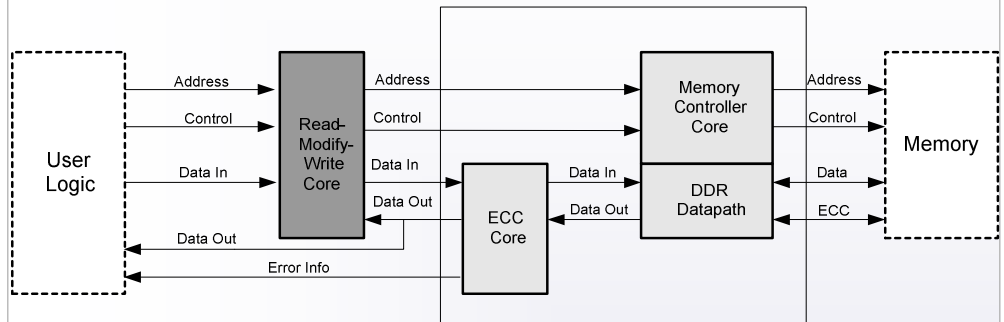 Address
Address
Address
Control
Control
Control
User
Logic
Read-
Modify-
Write
Core
Memory
Controller
Core
Memory
Data In
Data In
Data In
Data
Data Out
Data Out
ECC
ECC
Core
DDR
Datapath
Data Out
Error Info